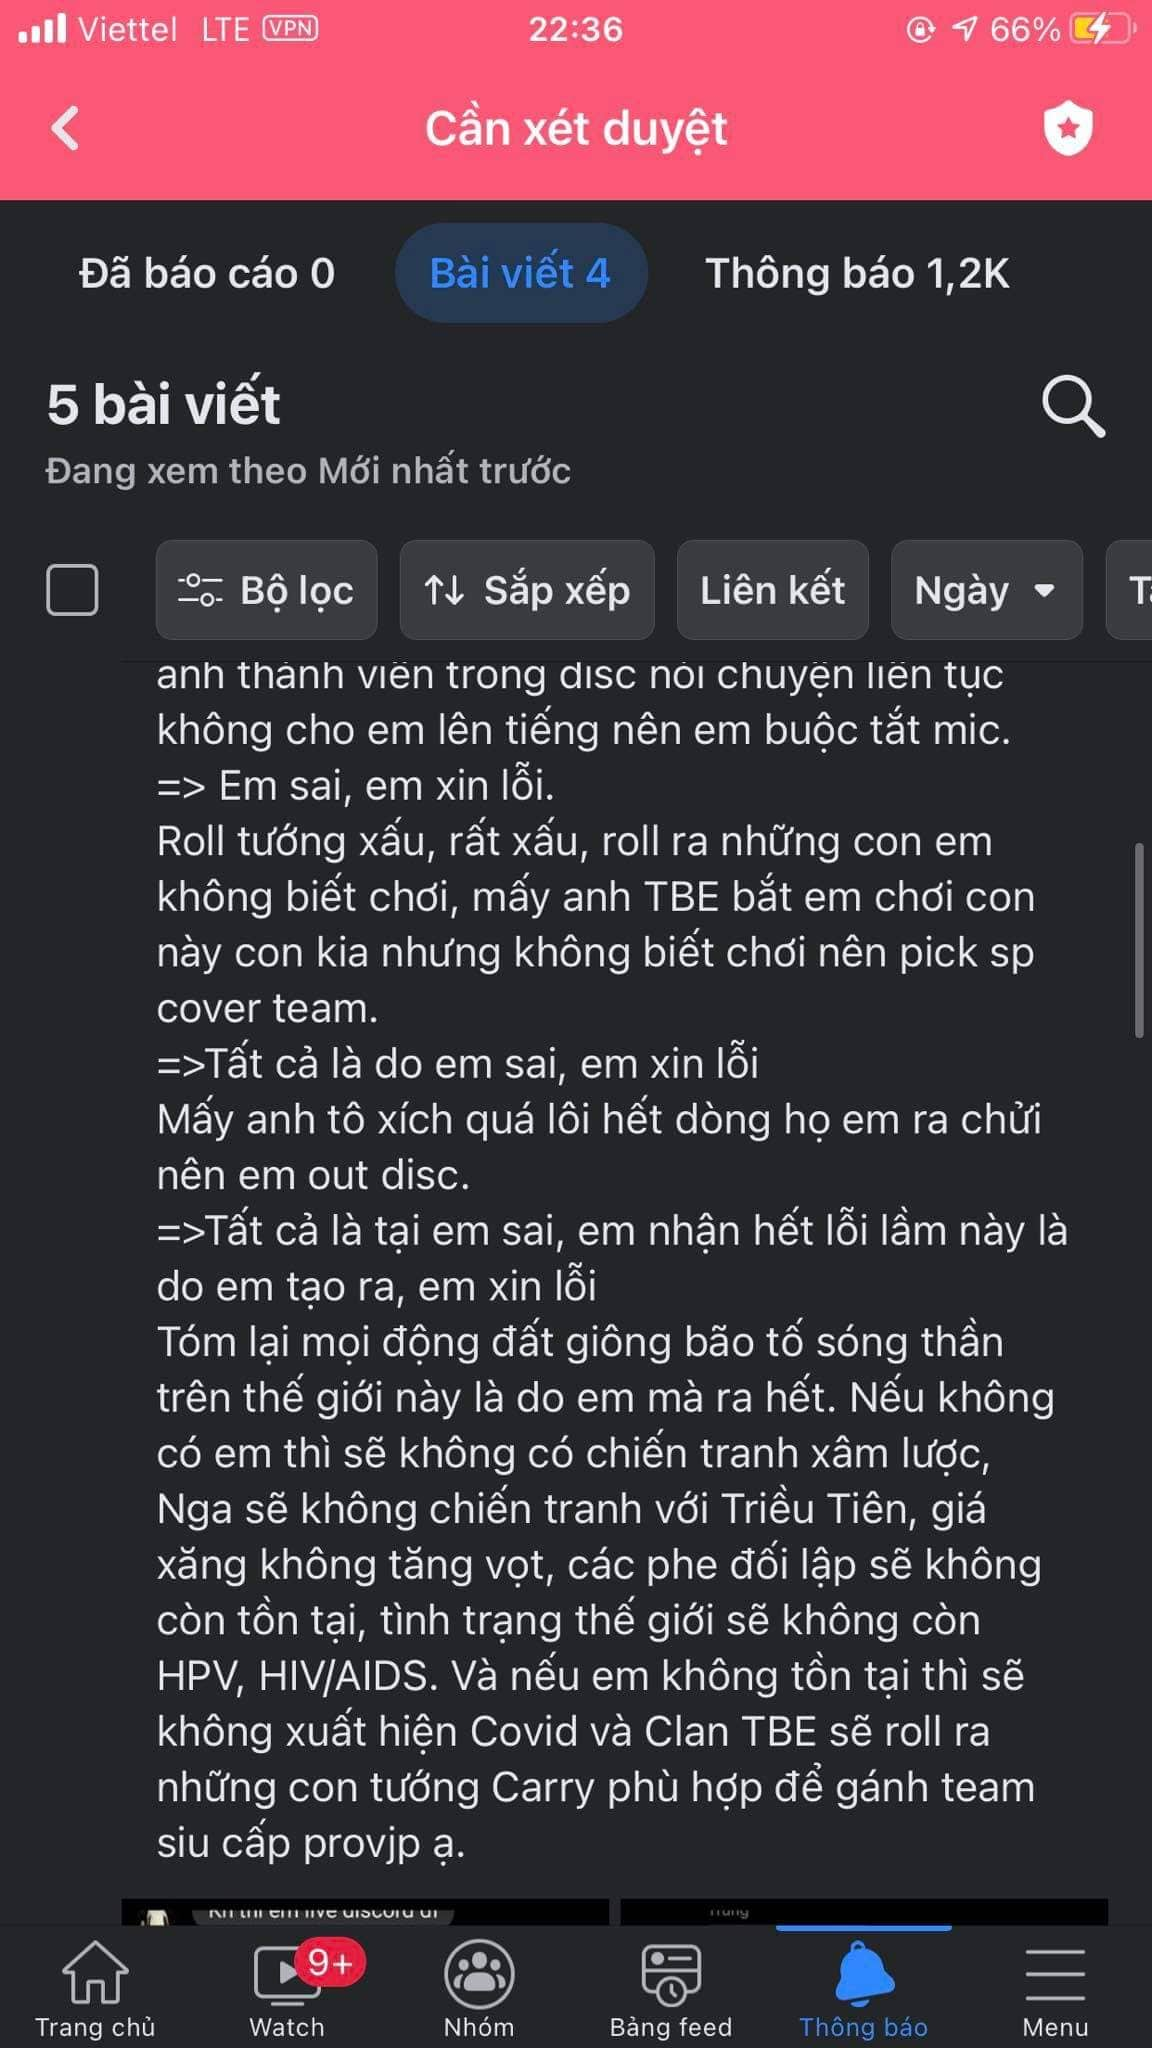 Viettel LTE VPN 22:36 66%
Cần xét duyệt
Đã báo cáo 0 Bài viết 4 Thông báo 1,2K
5 bài viết
Đang xem theo Mới nhất trước
Bộ lọc Sắp xếp Liên kết Ngày
anh thành viên trong disc nói chuyện liên tục
không cho em lên tiếng nên em buộc tắt mic.
=> Em sai, em xin lỗi.
Roll tướng xấu, rất xấu, roll ra những con em
không biết chơi, mấy anh TBE bắt em chơi con
này con kia nhưng không biết chơi nên pick sp
cover team.
=>Tất cả là do em sai, em xin lỗi
Mấy anh tô xích quá lôi hết dòng họ em ra chửi
nên em out disc.
=>Tất cả là tại em sai, em nhận hết lỗi lầm này là
do em tạo ra, em xin lỗi
Tóm lại mọi động đất giông bão tố sóng thần
trên thế giới này là do em mà ra hết. Nếu không
có em thì sẽ không có chiến tranh xâm lược,
Nga sẽ không chiến tranh với Triều Tiên, giá
xăng không tăng vọt, các phe đối lập sẽ không
còn tồn tại, tình trạng thế giới sẽ không còn
HPV, HIV/AIDS. Và nếu em không tồn tại thì sẽ
không xuất hiện Covid và Clan TBE sẽ roll ra
những con tướng Carry phù hợp để gánh team
siu cấp provjp ạ.
9+
Trang chủ Watch Nhóm Bảng feed Thông báo Menu